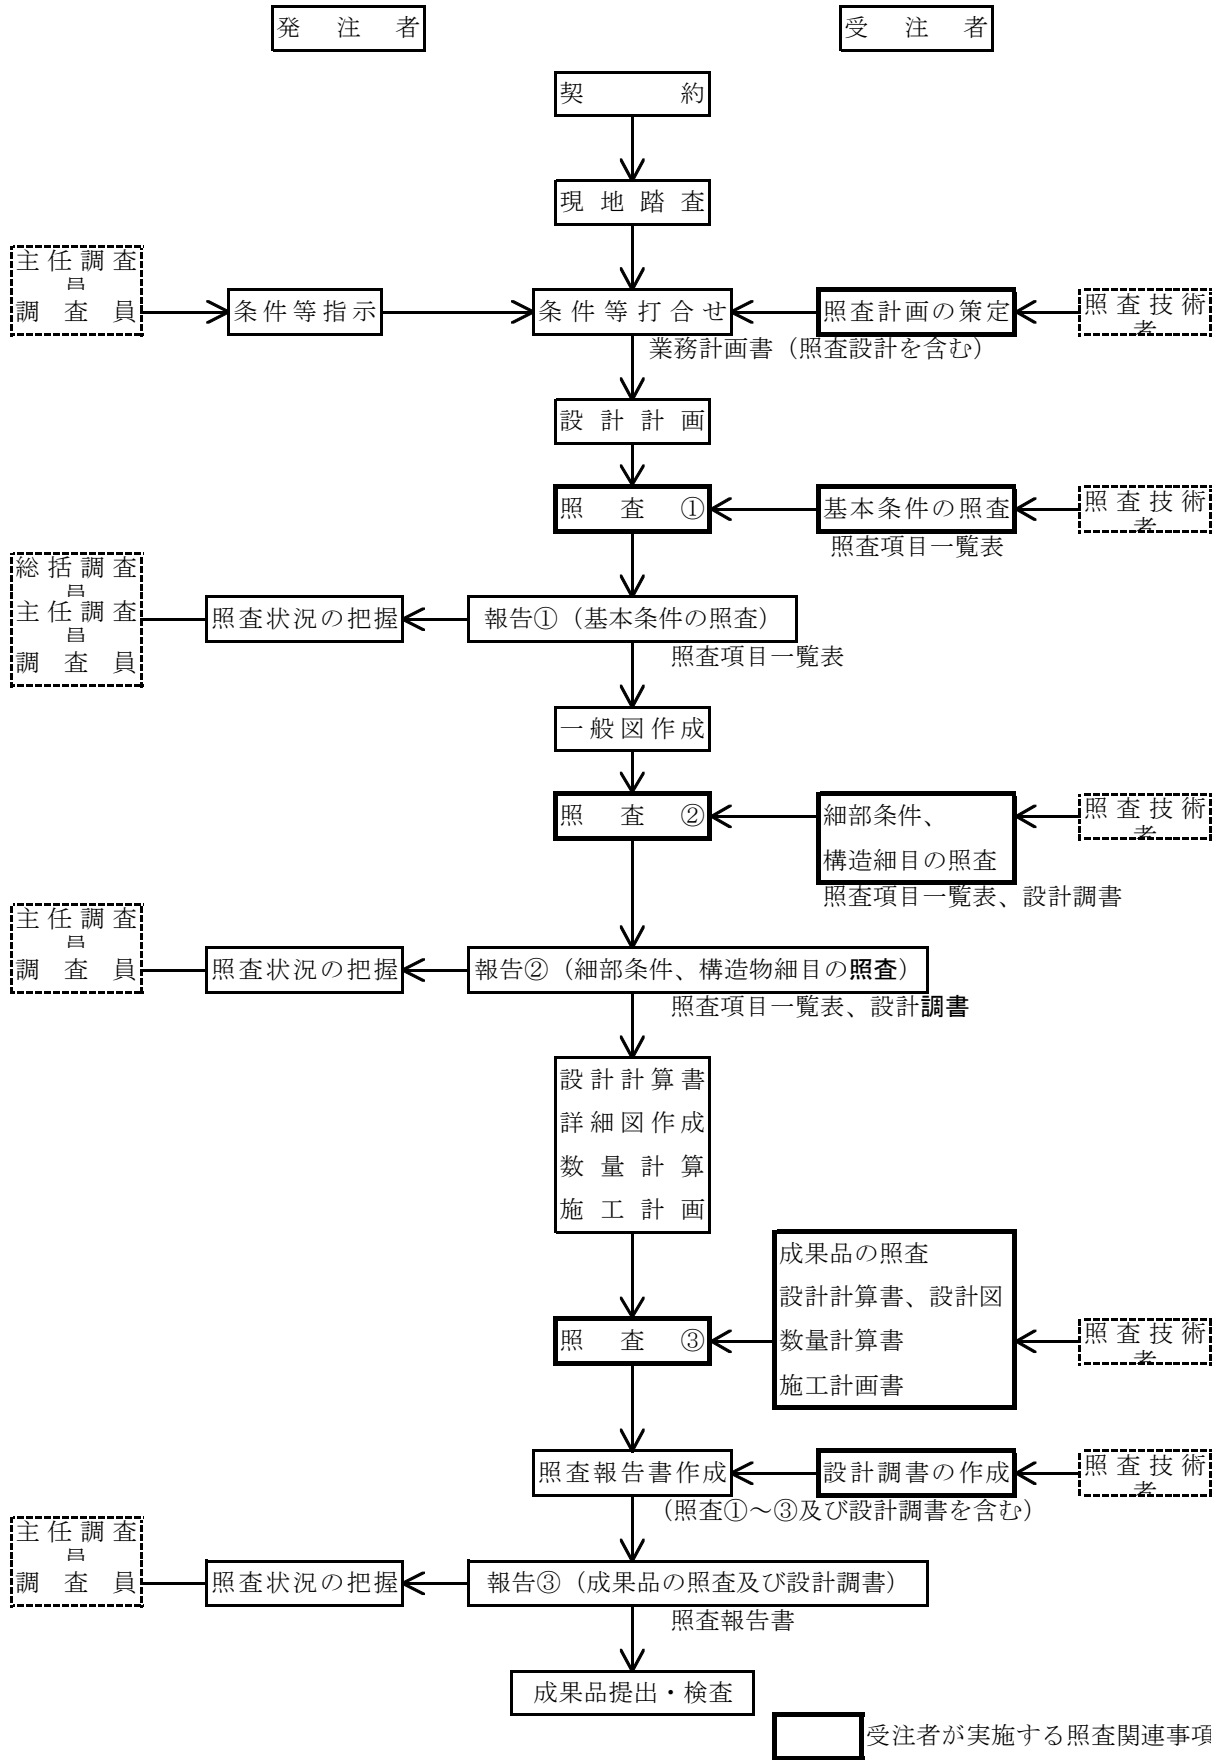 発注者
受注者
契約
現地踏査
主任調査
調査員
条件等指示
条件等打合せ
照査計画の策定
照査技術
業務計画書（照査設計を含む）
設計計画
照査①
基本条件の照査
照査技術
照査項目一覧表
総括調査
主任調査
調査員
照査状況の把握
報告①（基本条件の照査）
照査項目一覧表
一般図作成
照査②
細部条件、
構造細目の照査
照査技術
照査項目一覧表、設計調書
主任調査
調査員
照査状況の把握
報告②（細部条件、構造物細目の照査）
照査項目一覧表、設計調書
設計計算書
詳細図作成
数量計算
施工計画
照査③
成果品の照査
設計計算書、設計図
数量計算書
施工計画書
照査技術
照査報告書作成
設計調書の作成
照査技術
（照査①～③及び設計調書を含む）
主任調査
調査員
照査状況の把握
報告③（成果品の照査及び設計調書）
照査報告書
成果品提出・検査
受注者が実施する照査関連事項